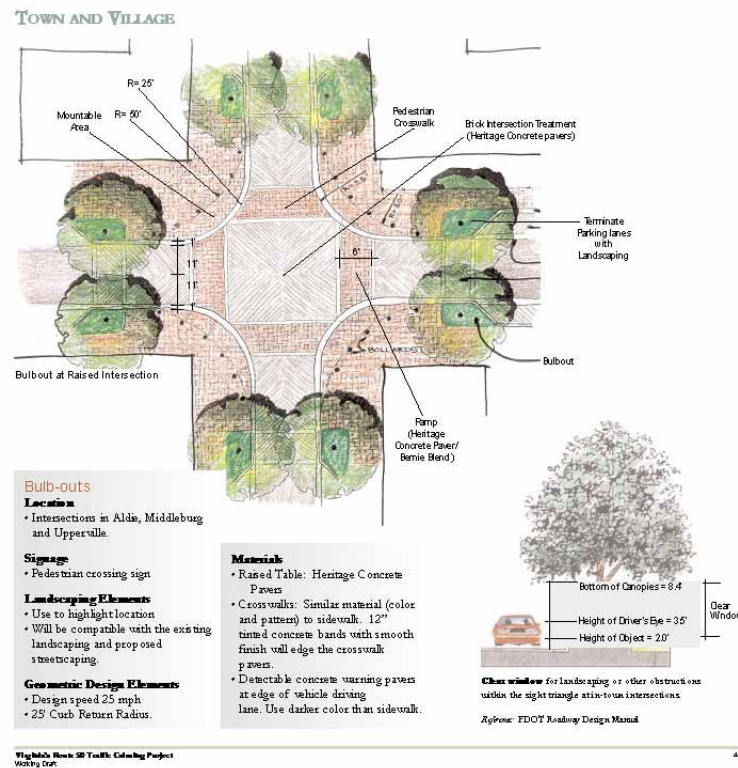 TOWN AND VILLAGE
R= 25'
Mountable
Area
R= 50'
Pedestrian
Crosswalk
Brick Intersection Treatment
(Heritage Concrete pavers)
Terminate
Parking lanes
with
Landscaping
1'
11'
11'
1'
6'
BOLLARDS
Bulbout
Bulbout at Raised Intersection
Ramp
(Heritage
Concrete Paver/
Bernie Blend)
Bulb-outs
Location
• Intersections in Aldie, Middleburg
and Upperville.
Signage
• Pedestrian crossing sign
Landscaping Elements
• Use to highlight location
• Will be compatible with the existing
landscaping and proposed
streetscaping.
Geometric Design Elements
• Design speed 25 mph
• 25' Curb Return Radius.
Materials
• Raised Table: Heritage Concrete
Pavers
• Crosswalks: Similar material (color
and pattern) to sidewalk. 12"
tinted concrete bands with smooth
finish will edge the crosswalk
pavers.
• Detectable concrete warning pavers
at edge of vehicle driving
lane. Use darker color than sidewalk.
Bottom of Canopies = 8.4'
Height of Driver's Eye = 3.5'
Height of Object = 2.0'
Clear
Window
Clear window for landscaping or other obstructions
within the sight triangle at in-town intersections.
Reference: FDOT Roadway Design Manual
Virginia's Route 50 Traffic Calming Project
Working Draft